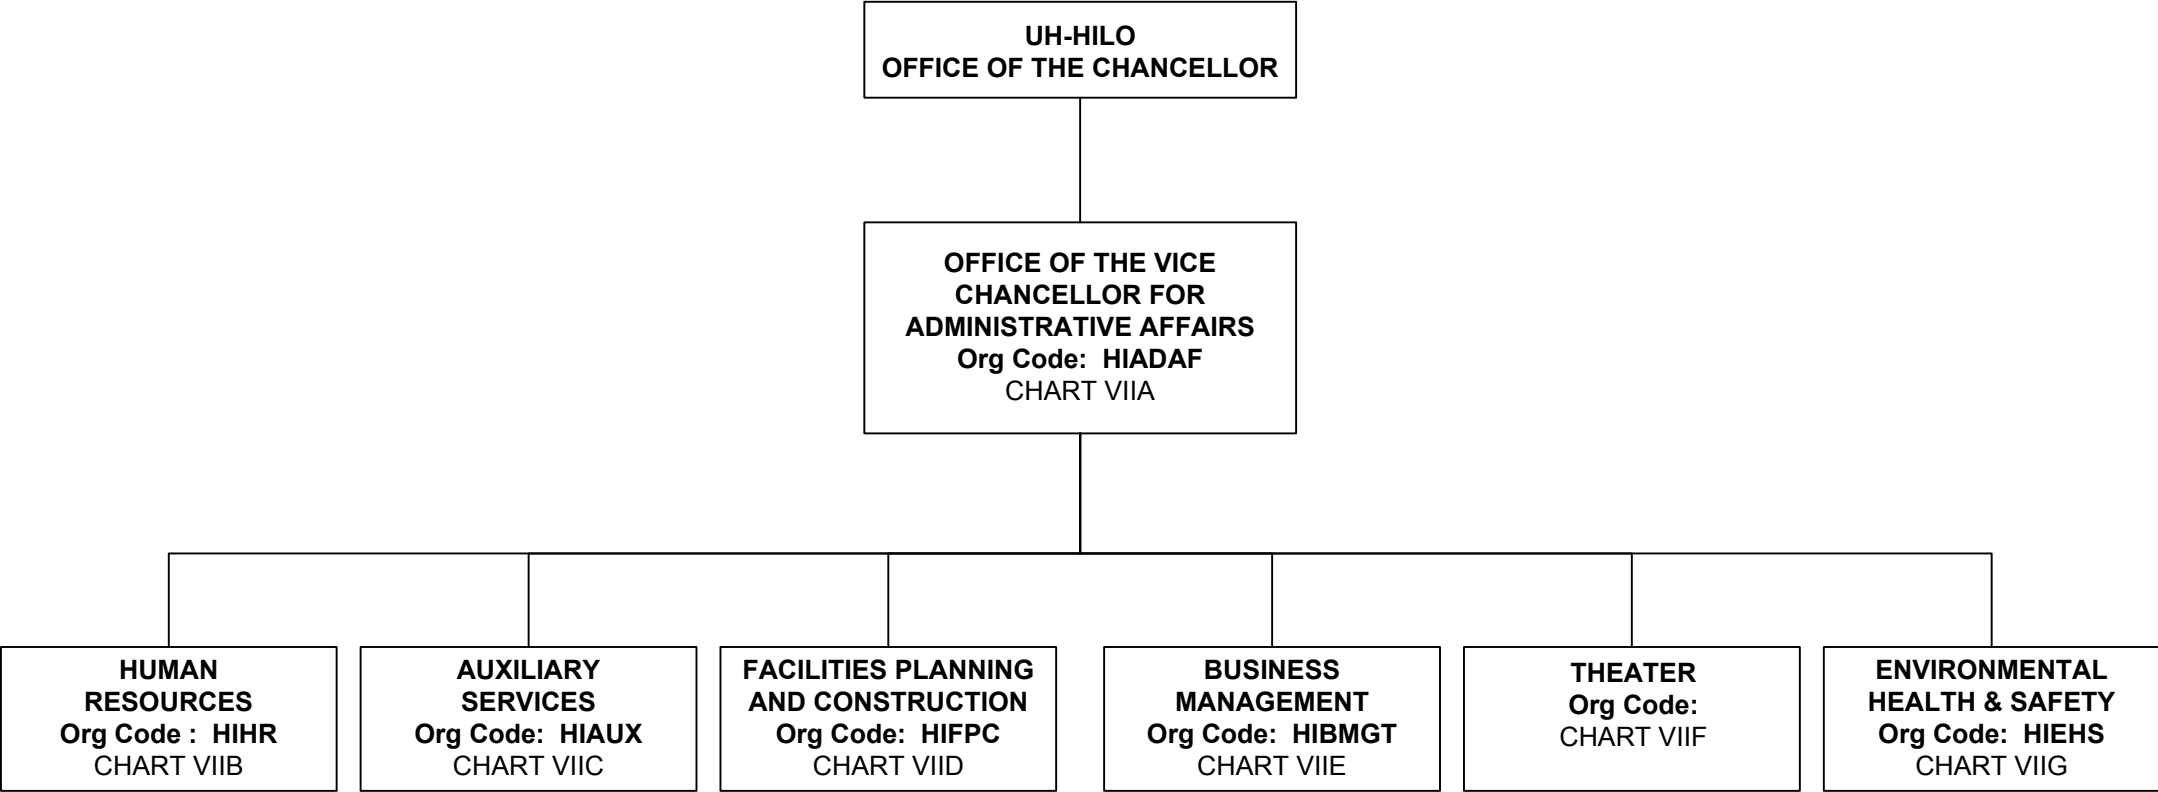 UH-HILO
OFFICE OF THE CHANCELLOR
OFFICE OF THE VICE
CHANCELLOR FOR
ADMINISTRATIVE AFFAIRS
Org Code:  HIADAF
CHART VIIA
HUMAN
RESOURCES
Org Code :  HIHR
CHART VIIB
AUXILIARY
SERVICES
Org Code:  HIAUX
CHART VIIC
FACILITIES PLANNING
AND CONSTRUCTION
Org Code:  HIFPC
CHART VIID
BUSINESS
MANAGEMENT
Org Code:  HIBMGT
CHART VIIE
THEATER
Org Code:
CHART VIIF
ENVIRONMENTAL
HEALTH & SAFETY
Org Code:  HIEHS
CHART VIIG